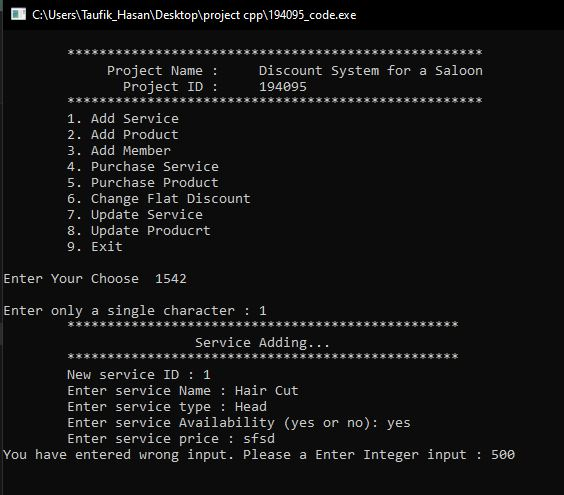 C:\Users\Taufik_Hasan\Desktop\project cpp\194095_code.exe
****************************************************
Project Name :     Discount System for a Saloon
Project ID :     194095
****************************************************
1. Add Service
2. Add Product
3. Add Member
4. Purchase Service
5. Purchase Product
6. Change Flat Discount
7. Update Service
8. Update Producrt
9. Exit
Enter Your Choose  1542
Enter only a single character : 1
*************************************************
Service Adding...
*************************************************
New service ID : 1
Enter service Name : Hair Cut
Enter service type : Head
Enter service Availability (yes or no): yes
Enter service price : sfsd
You have entered wrong input. Please a Enter Integer input : 500